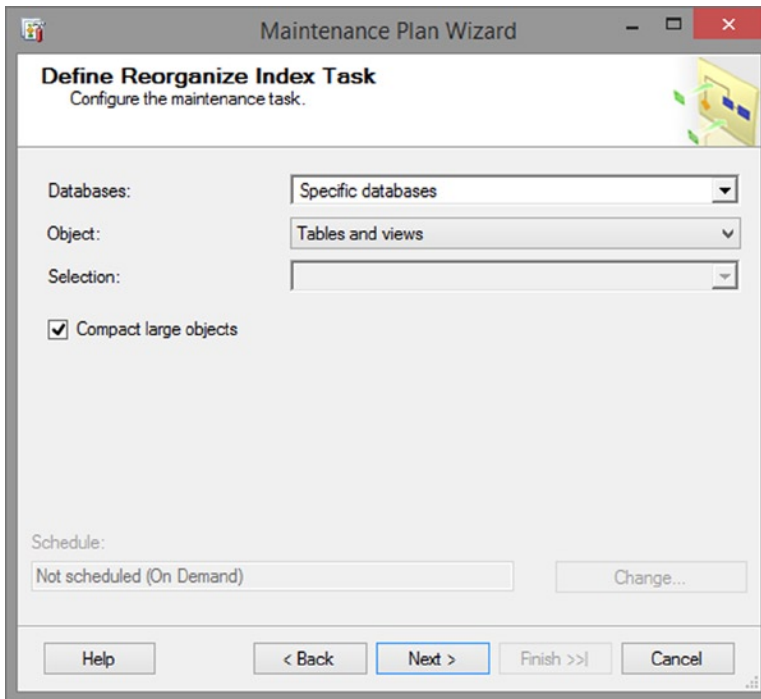 Maintenance Plan Wizard
Define Reorganize Index Task
Configure the maintenance task.
Databases:
Specific databases
Object:
Tables and views
Selection:
Compact large objects
Schedule:
Not scheduled (On Demand)
Change...
Help
< Back
Next >
Finish >>|
Cancel